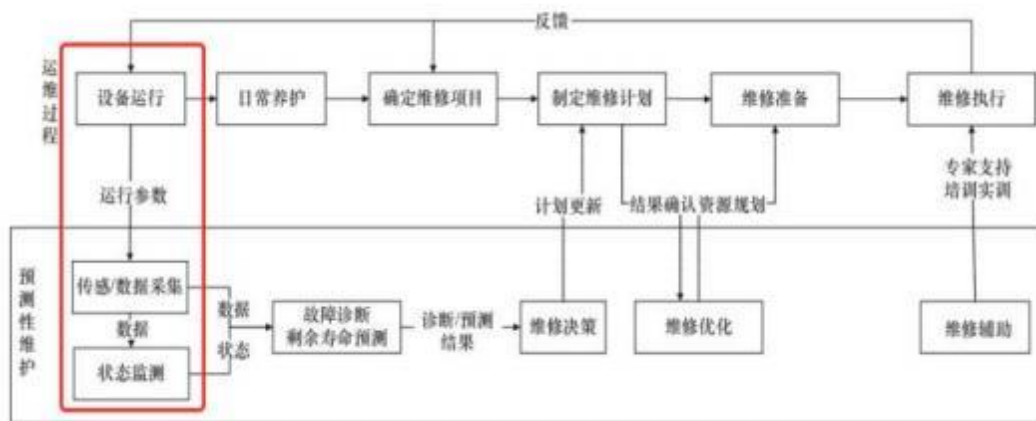 反馈
运维过程
设备运行
日常养护
确定维修项目
制定维修计划
维修准备
维修执行
运行参数
计划更新
结果确认资源规划
专家支持
培训实训
预测性维护
传感/数据采集
数据
状态监测
数据
状态
故障诊断
剩余寿命预测
诊断/预测
结果
维修决策
维修优化
维修辅助